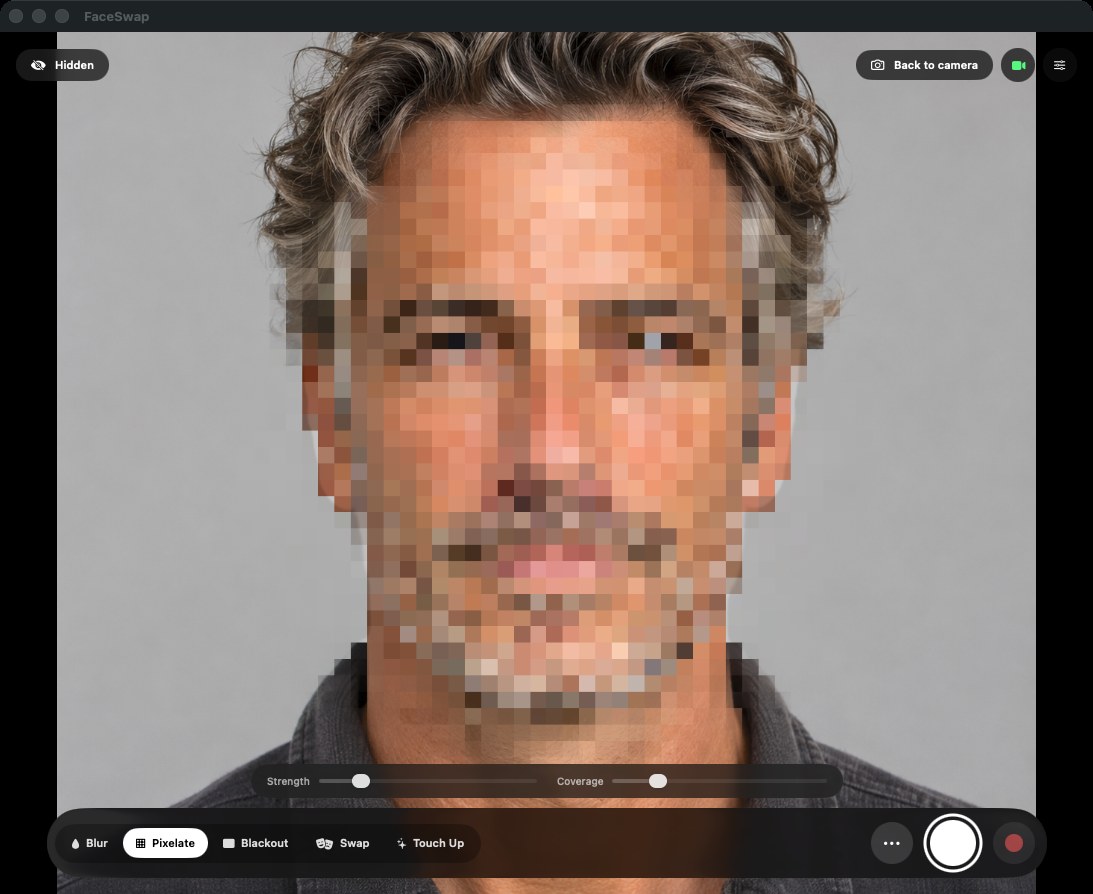 FaceSwap
Hidden
Back to camera
Strength
Coverage
Blur
Pixelate
Blackout
Swap
Touch Up